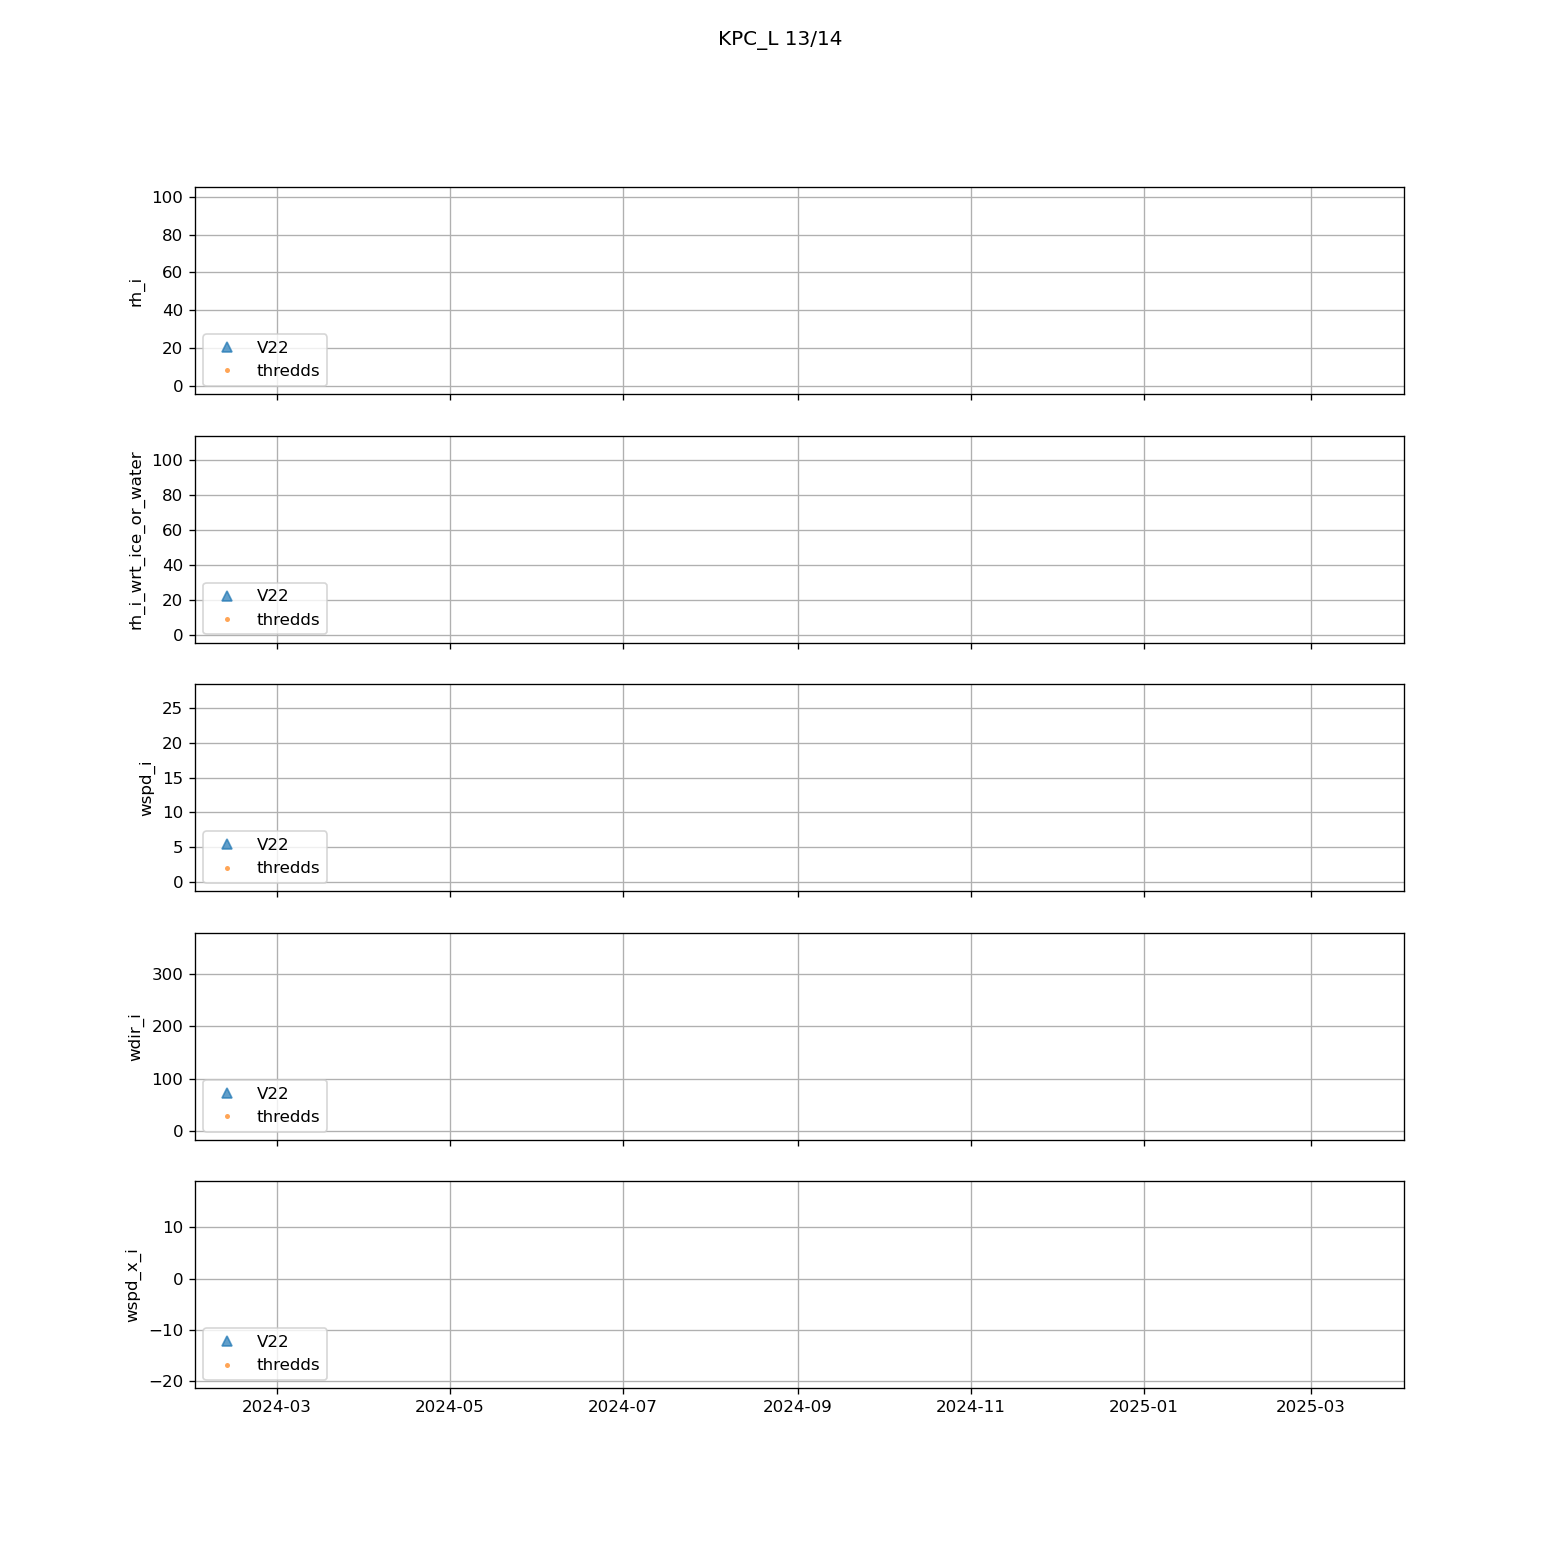 KPC_L 13/14
100
80
60
40
20
0
rh_i
V22
thredds
100
80
60
40
20
0
rh_i_wrt_ice_or_water
V22
thredds
25
20
15
10
5
0
wspd_i
V22
thredds
300
200
100
0
wdir_i
V22
thredds
10
0
−10
−20
wspd_x_i
V22
thredds
2024-03 2024-05 2024-07 2024-09 2024-11 2025-01 2025-03